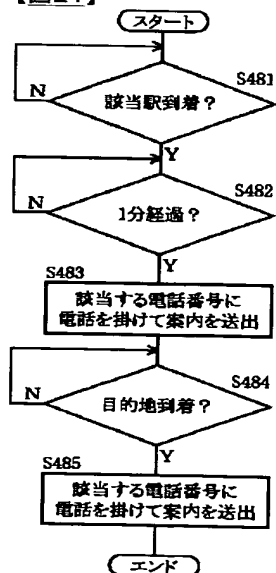 スタート
S481
該当駅到着?
N
Y
S482
1分経過?
N
Y
S483
該当する電話番号に
電話を掛けて案内を送出
S484
目的地到着?
N
Y
S485
該当する電話番号に
電話を掛けて案内を送出
エンド